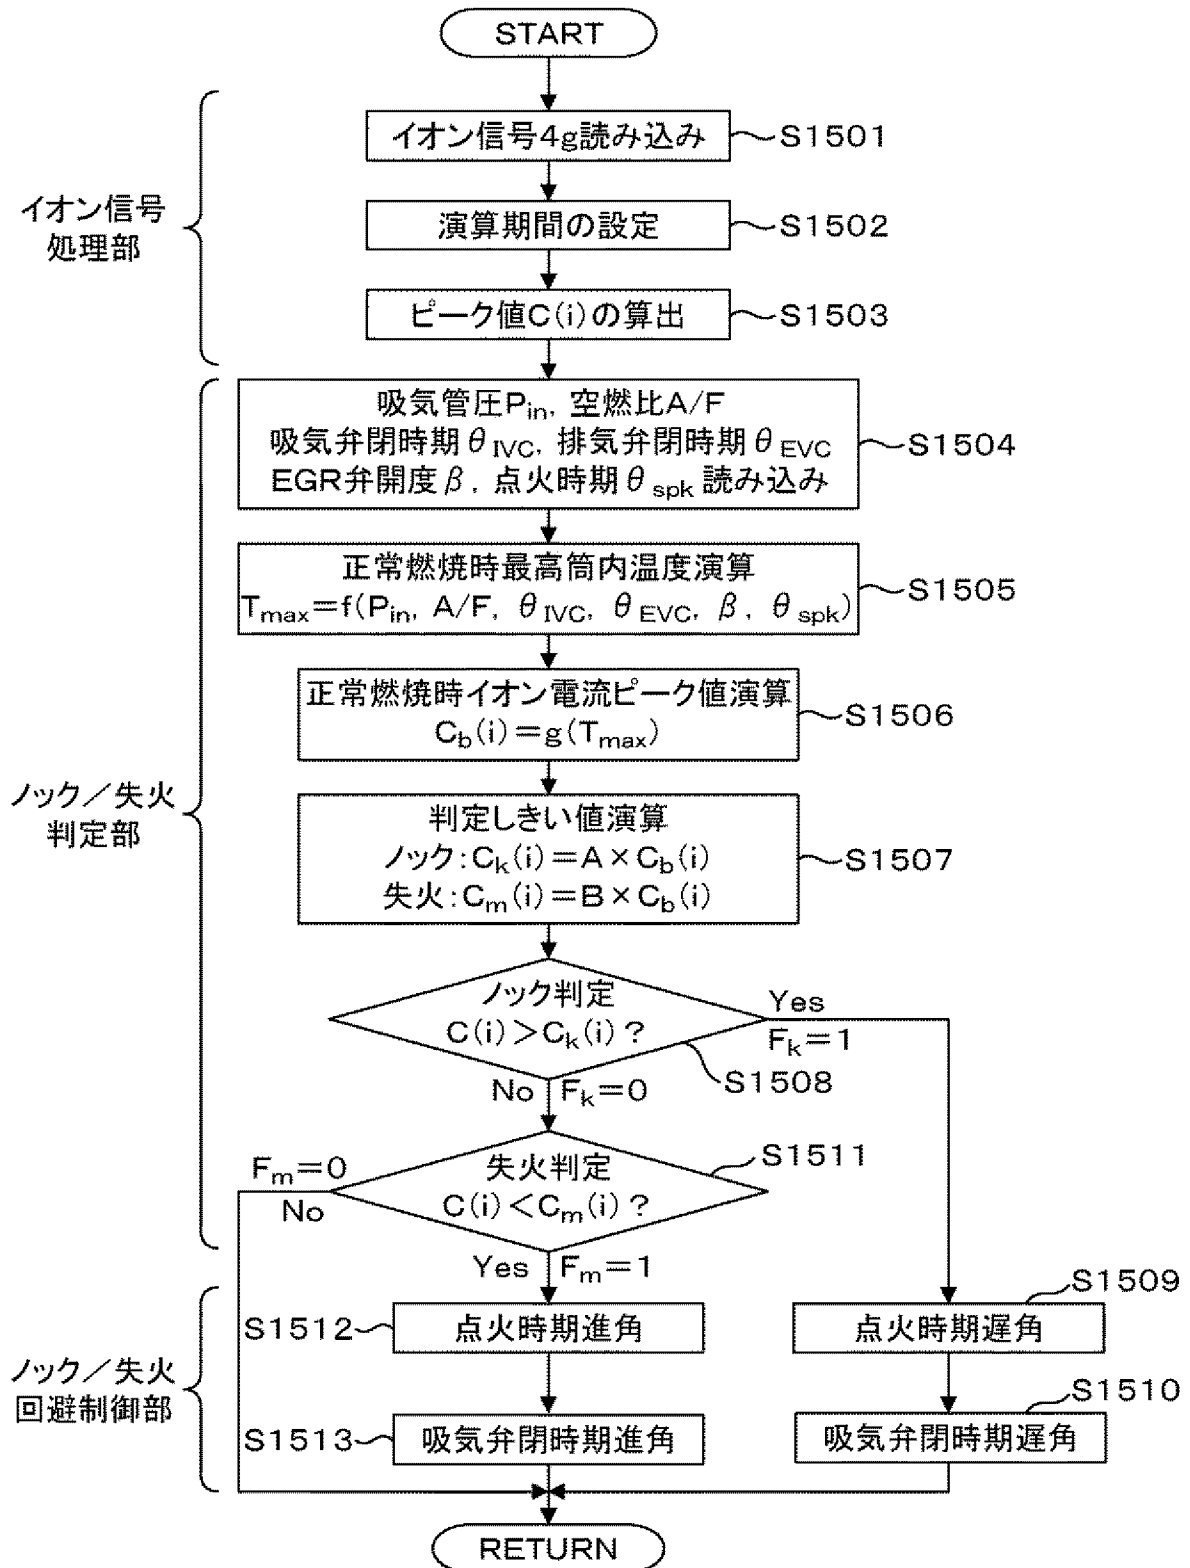 START
イオン信号4g読み込み
S1501
演算期間の設定
S1502
イオン信号
処理部
ピーク値C(i)の算出
S1503
吸気管圧Pin, 空燃比A/F
吸気弁閉時期θIVC, 排気弁閉時期θEVC
EGR弁開度β, 点火時期θspk 読み込み
S1504
正常燃焼時最高筒内温度演算
Tmax=f(Pin, A/F, θIVC, θEVC, β, θspk)
S1505
正常燃焼時イオン電流ピーク値演算
Cb(i)=g(Tmax)
S1506
ノック/失火
判定部
判定しきい値演算
ノック:Ck(i)=A×Cb(i)
失火:Cm(i)=B×Cb(i)
S1507
ノック判定
C(i)>Ck(i)?
Yes
Fk=1
S1508
No Fk=0
失火判定
C(i)<Cm(i)?
S1511
Fm=0
No
Yes Fm=1
S1509
S1512
点火時期進角
点火時期遅角
ノック/失火
回避制御部
S1510
S1513
吸気弁閉時期進角
吸気弁閉時期遅角
RETURN